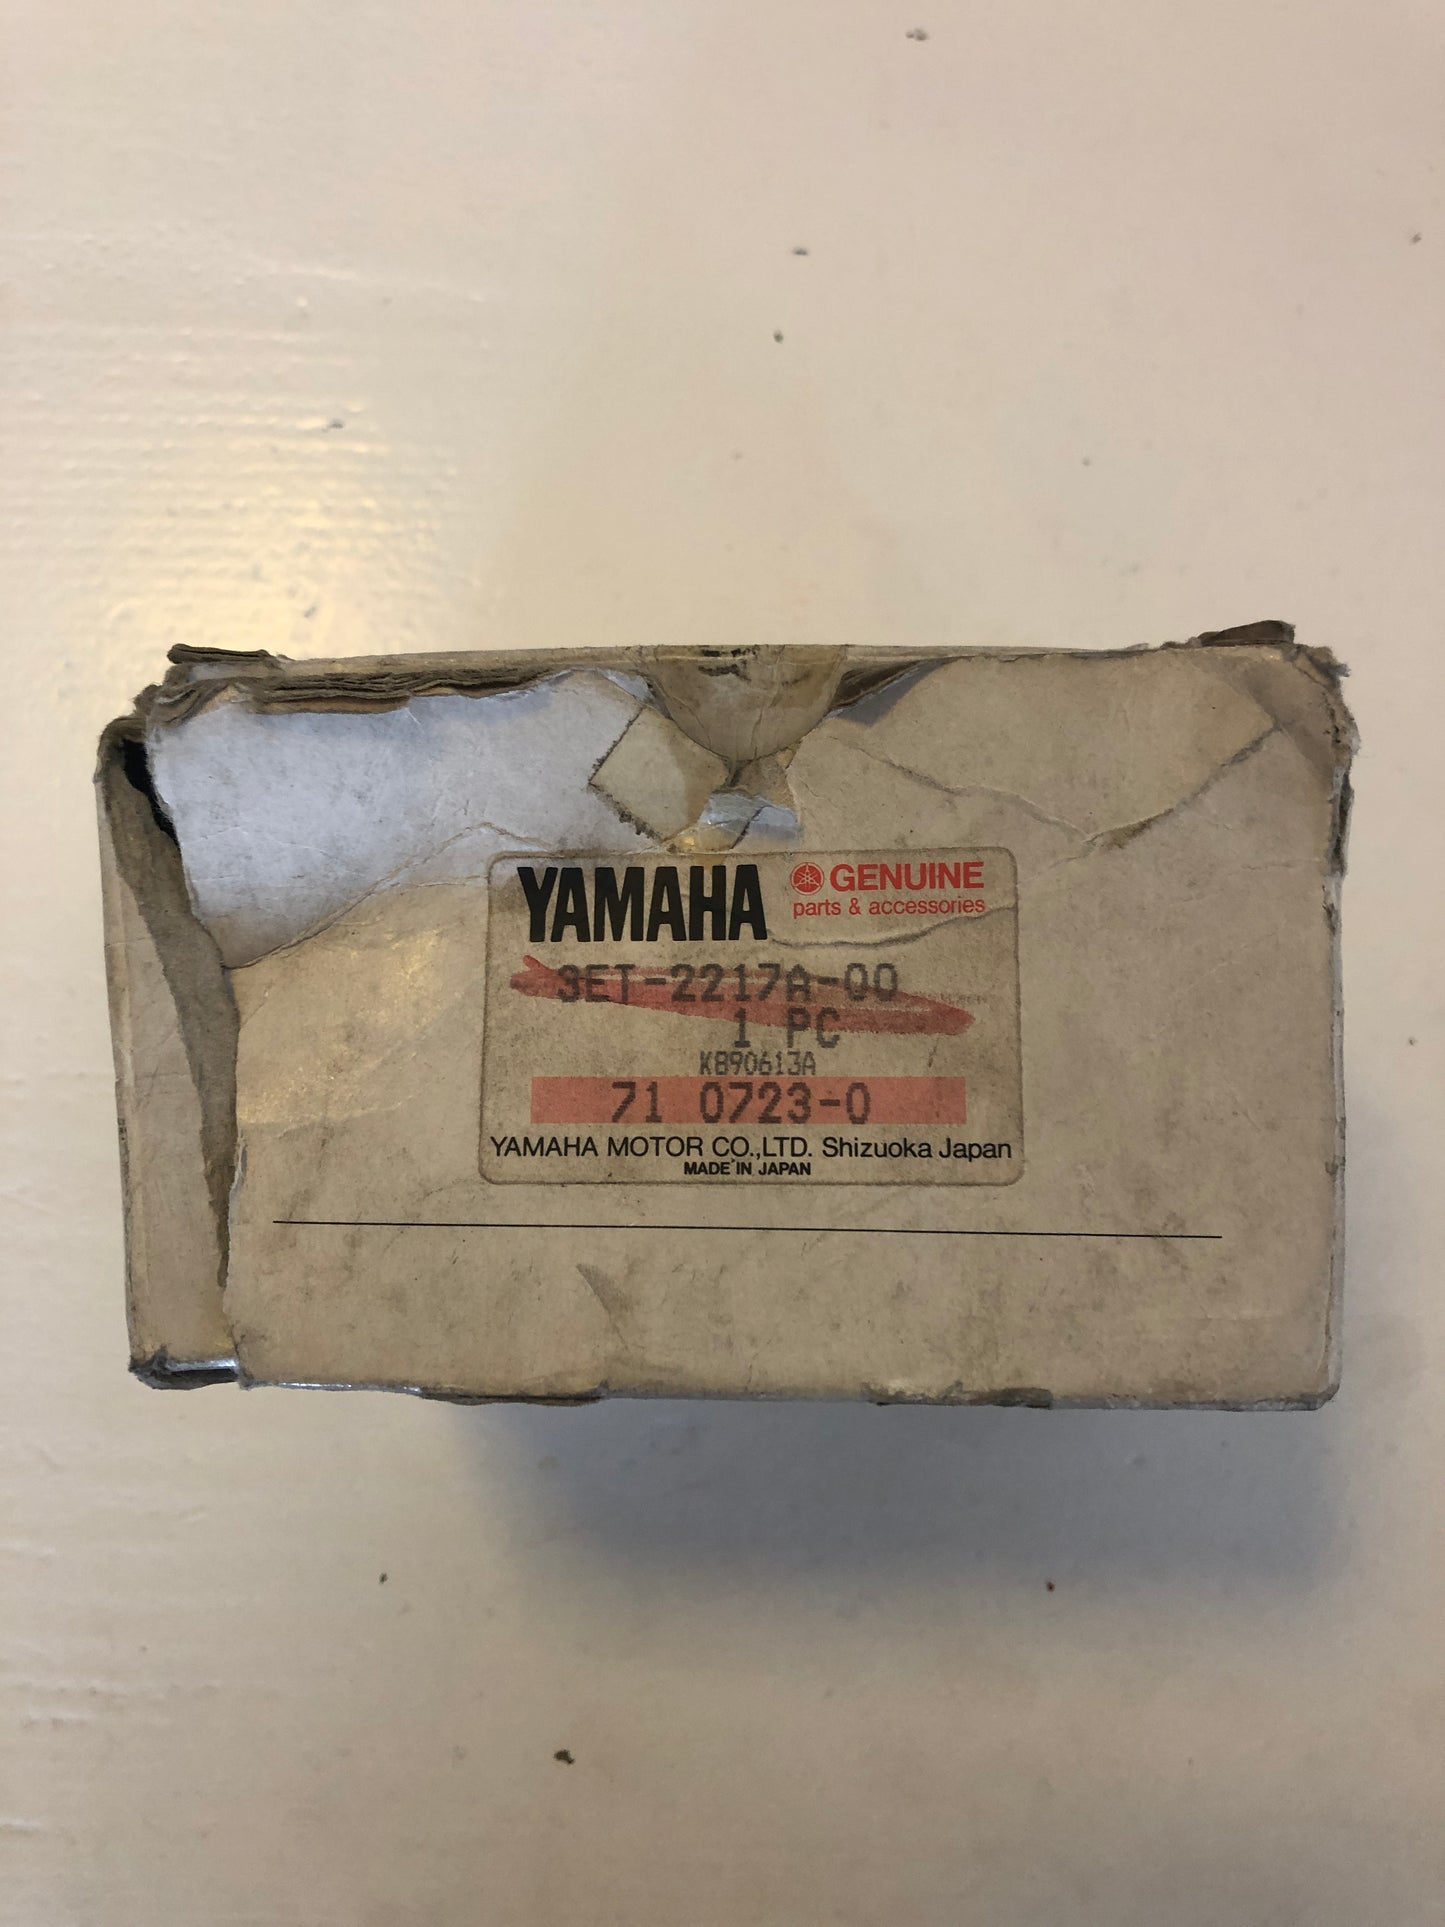 YAMAHA GENUINE
parts & accessories
3ET-2217A-00
1 PC
K890613A
71 0723-0
YAMAHA MOTOR CO.,LTD. Shizuoka Japan
MADE IN JAPAN